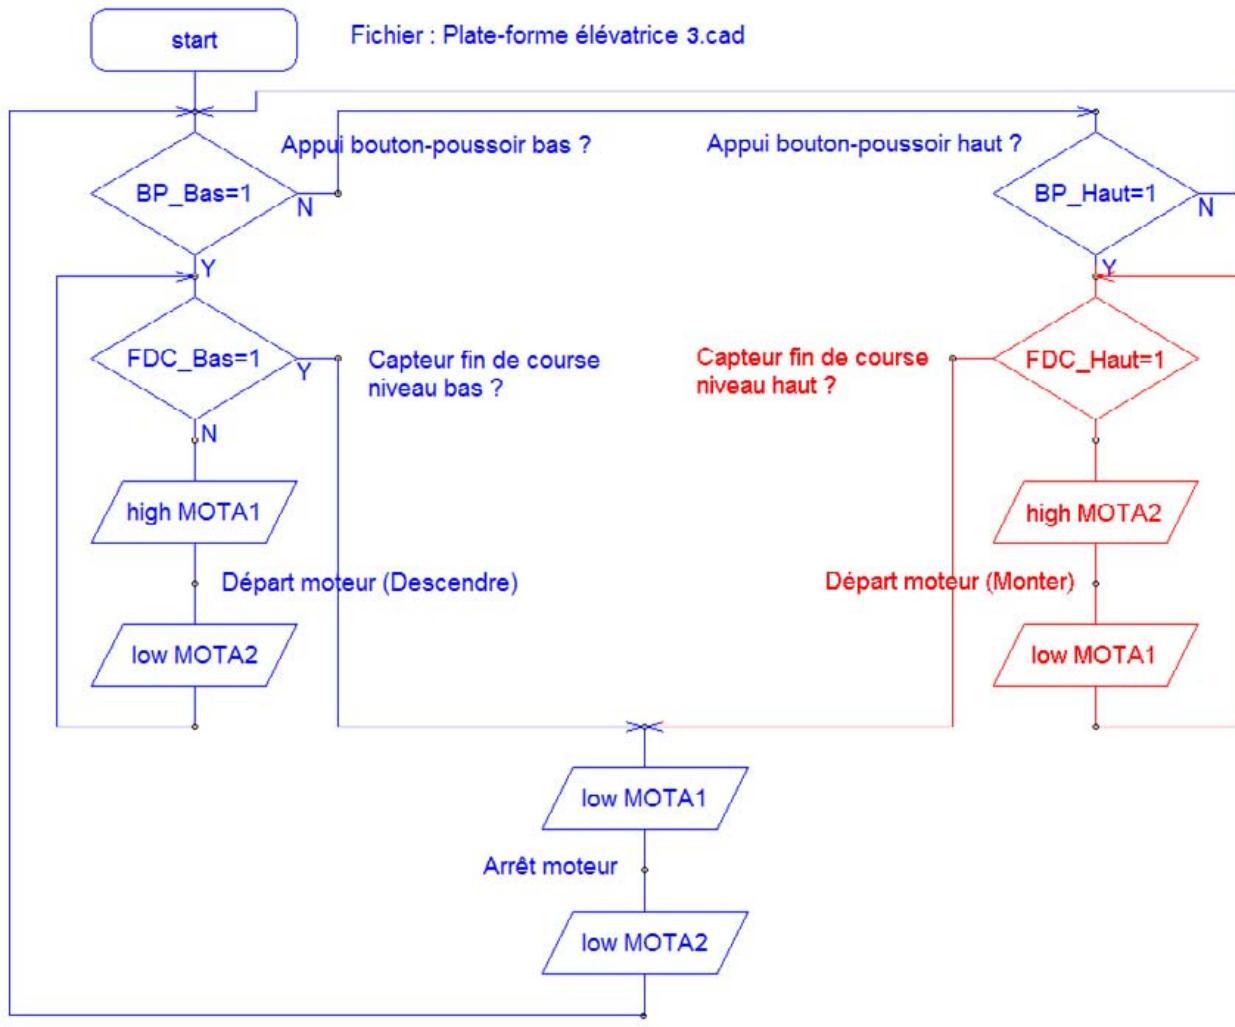 start
Fichier : Plate-forme élévatrice 3.cad
Appui bouton-poussoir bas ?
Appui bouton-poussoir haut ?
BP_Bas=1
N
BP_Haut=1
N
Y
Y
FDC_Bas=1
Y
Capteur fin de course
niveau bas ?
Capteur fin de course
niveau haut ?
FDC_Haut=1
N
high MOTA1
high MOTA2
Départ moteur (Descendre)
Départ moteur (Monter)
low MOTA2
low MOTA1
low MOTA1
Arrêt moteur
low MOTA2